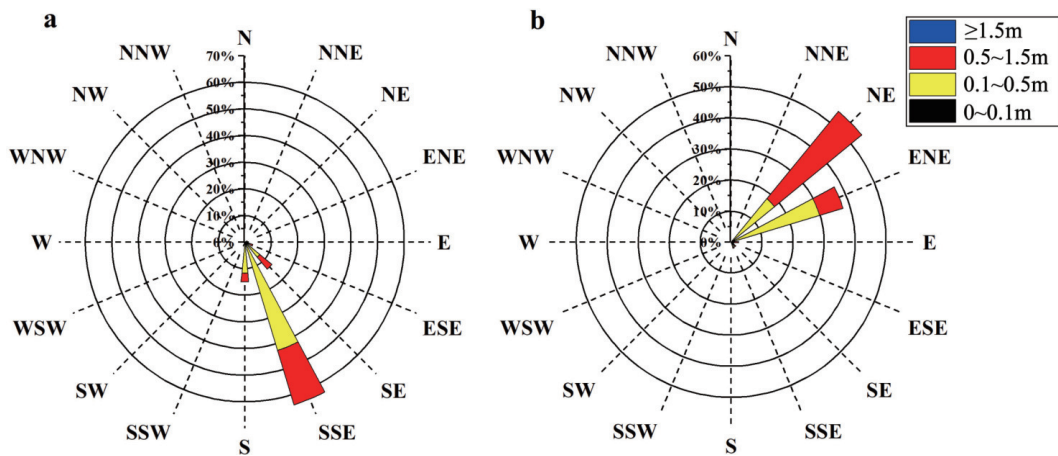 a
N
NNE
NE
ENE
E
ESE
SE
SSE
S
SSW
SW
WSW
W
WNW
NW
NNW
70%
60%
50%
40%
30%
20%
10%
0%
b
N
NNE
NE
ENE
E
ESE
SE
SSE
S
SSW
SW
WSW
W
WNW
NW
NNW
60%
50%
40%
30%
20%
10%
0%
≥1.5m
0.5~1.5m
0.1~0.5m
0~0.1m